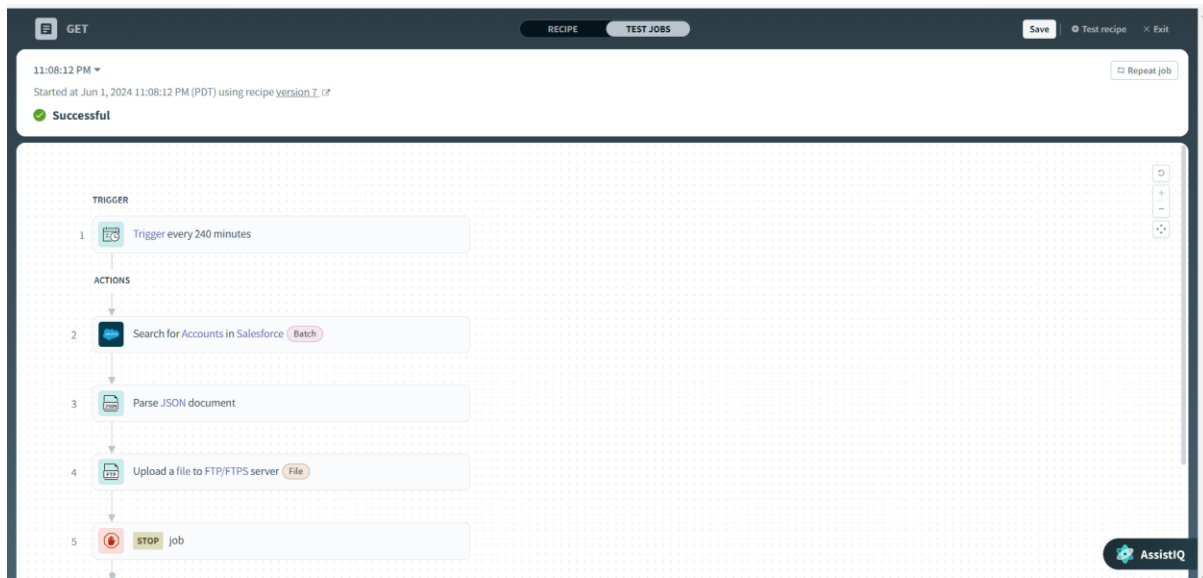 GET
RECIPE
TEST JOBS
Save
Test recipe
Exit
11:08:12 PM
Repeat job
Started at Jun 1, 2024 11:08:12 PM (PDT) using recipe version 7
Successful
TRIGGER
1 Trigger every 240 minutes
ACTIONS
2 Search for Accounts in Salesforce Batch
3 Parse JSON document
4 Upload a file to FTP/FTPS server File
5 STOP job
AssistIQ